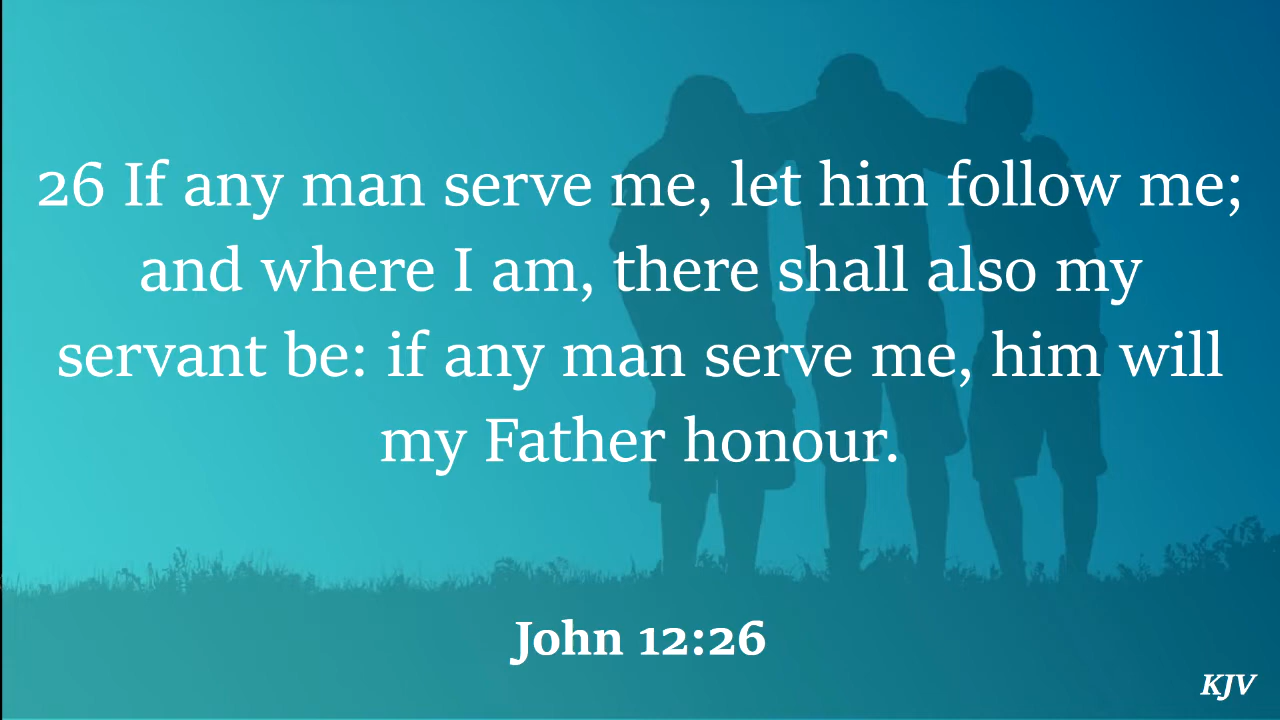 26 If any man serve me, let him follow me;
and where I am, there shall also my
servant be: if any man serve me, him will
my Father honour.
John 12:26
KJV